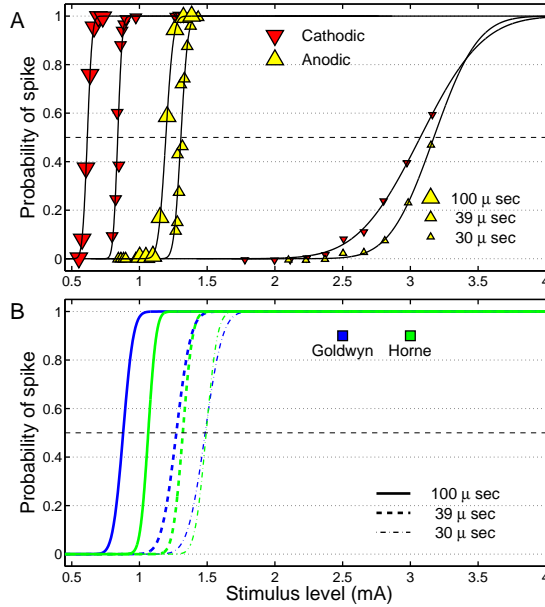 A
Probability of spike
1
0.8
0.6
0.4
0.2
0
Cathodic
Anodic
100 μ sec
39 μ sec
30 μ sec
0.5 1 1.5 2 2.5 3 3.5 4
B
Probability of spike
1
0.8
0.6
0.4
0.2
0
Goldwyn Horne
100 μ sec
39 μ sec
30 μ sec
0.5 1 1.5 2 2.5 3 3.5 4
Stimulus level (mA)